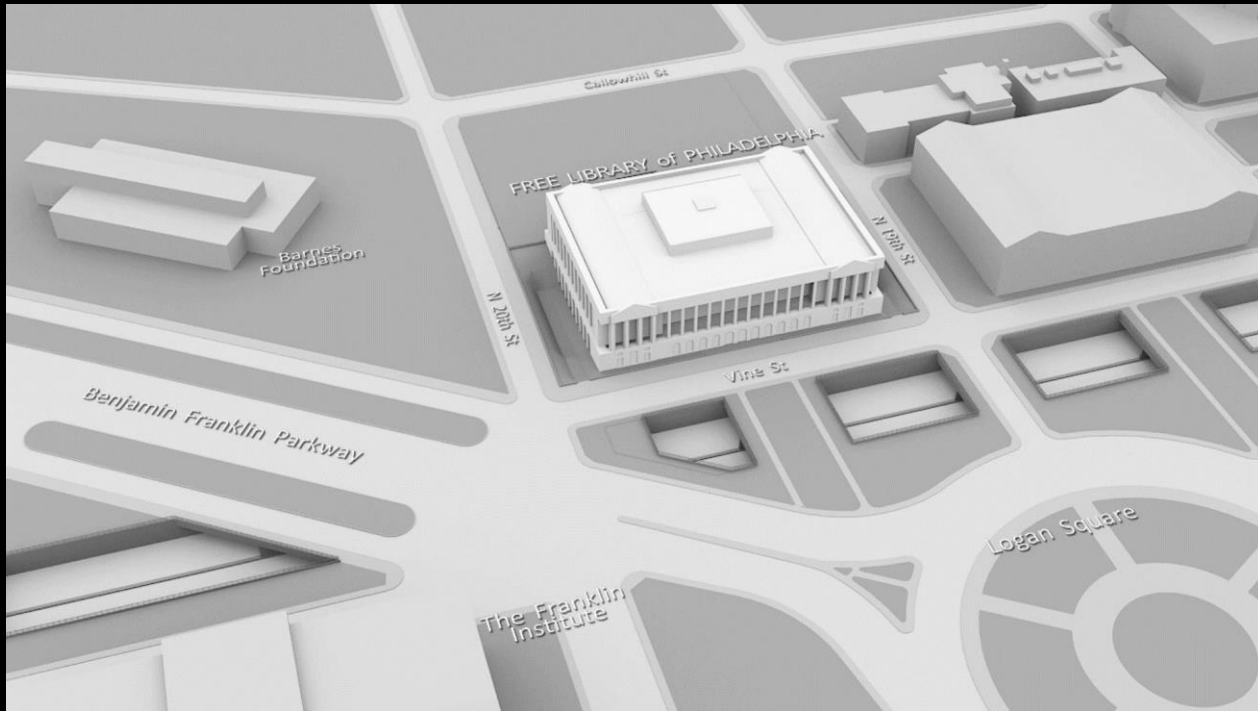 Callowhill St
FREE LIBRARY of PHILADELPHIA
N 19th St
Barnes
Foundation
N 20th St
Vine St
Benjamin Franklin Parkway
Logan Square
The Franklin
Institute